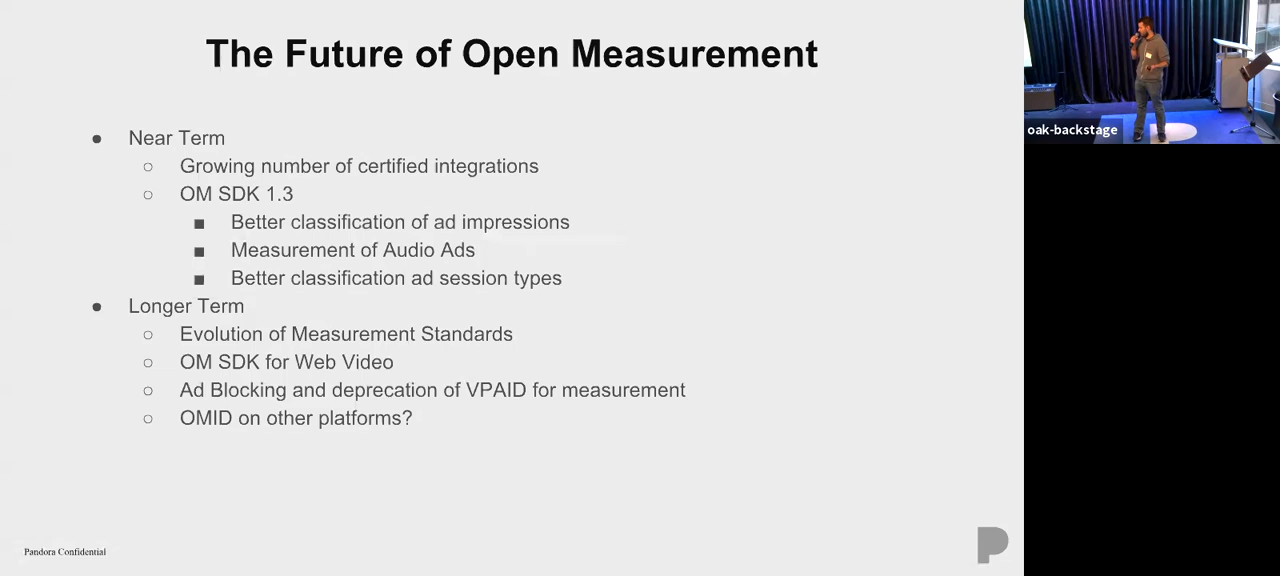 The Future of Open Measurement
● Near Term
○ Growing number of certified integrations
○ OM SDK 1.3
■ Better classification of ad impressions
■ Measurement of Audio Ads
■ Better classification ad session types
● Longer Term
○ Evolution of Measurement Standards
○ OM SDK for Web Video
○ Ad Blocking and deprecation of VPAID for measurement
○ OMID on other platforms?
Pandora Confidential
oak-backstage